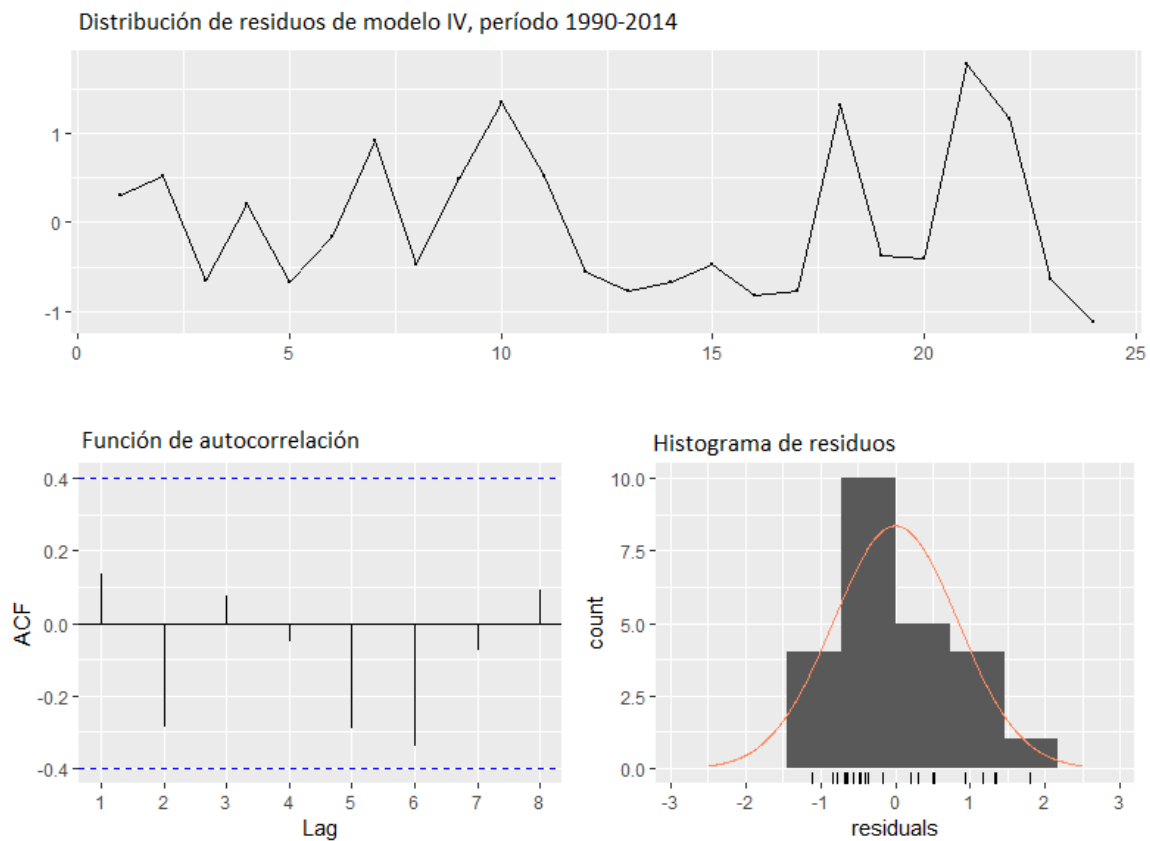 Distribución de residuos de modelo IV, período 1990-2014
1
0
-1
0 5 10 15 20 25
Función de autocorrelación
0.4
0.2
0.0
-0.2
-0.4
ACF
1 2 3 4 5 6 7 8
Lag
Histograma de residuos
10.0
7.5
5.0
2.5
0.0
count
-3 -2 -1 0 1 2 3
residuals